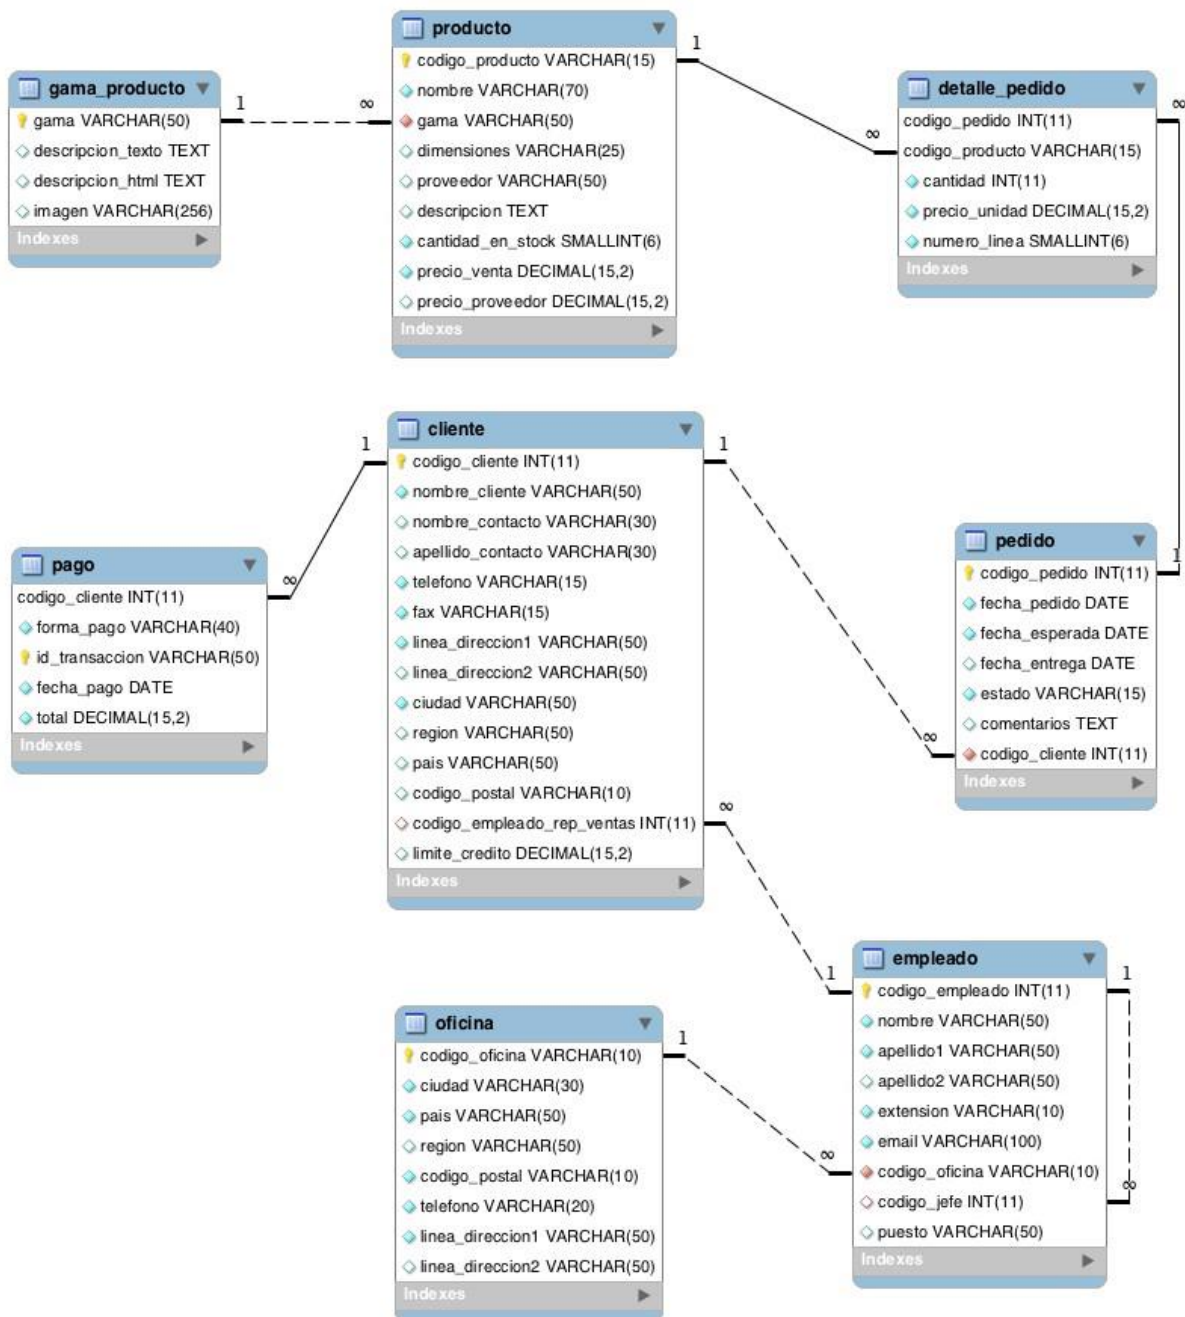 producto
codigo_producto VARCHAR(15)
nombre VARCHAR(70)
gama VARCHAR(50)
dimensiones VARCHAR(25)
proveedor VARCHAR(50)
descripcion TEXT
cantidad_en_stock SMALLINT(6)
precio_venta DECIMAL(15,2)
precio_proveedor DECIMAL(15,2)
Indexes
gama_producto
gama VARCHAR(50)
descripcion_texto TEXT
descripcion_html TEXT
imagen VARCHAR(256)
Indexes
1
∞
1
∞
detalle_pedido
codigo_pedido INT(11)
codigo_producto VARCHAR(15)
cantidad INT(11)
precio_unidad DECIMAL(15,2)
numero_linea SMALLINT(6)
Indexes
∞
1
cliente
codigo_cliente INT(11)
nombre_cliente VARCHAR(50)
nombre_contacto VARCHAR(30)
apellido_contacto VARCHAR(30)
telefono VARCHAR(15)
fax VARCHAR(15)
linea_direccion1 VARCHAR(50)
linea_direccion2 VARCHAR(50)
ciudad VARCHAR(50)
region VARCHAR(50)
pais VARCHAR(50)
codigo_postal VARCHAR(10)
codigo_empleado_rep_ventas INT(11)
limite_credito DECIMAL(15,2)
Indexes
1
∞
pago
codigo_cliente INT(11)
forma_pago VARCHAR(40)
id_transaccion VARCHAR(50)
fecha_pago DATE
total DECIMAL(15,2)
Indexes
1
∞
pedido
codigo_pedido INT(11)
fecha_pedido DATE
fecha_esperada DATE
fecha_entrega DATE
estado VARCHAR(15)
comentarios TEXT
codigo_cliente INT(11)
Indexes
∞
1
empleado
codigo_empleado INT(11)
nombre VARCHAR(50)
apellido1 VARCHAR(50)
apellido2 VARCHAR(50)
extension VARCHAR(10)
email VARCHAR(100)
codigo_oficina VARCHAR(10)
codigo_jefe INT(11)
puesto VARCHAR(50)
Indexes
1
∞
oficina
codigo_oficina VARCHAR(10)
ciudad VARCHAR(30)
pais VARCHAR(50)
region VARCHAR(50)
codigo_postal VARCHAR(10)
telefono VARCHAR(20)
linea_direccion1 VARCHAR(50)
linea_direccion2 VARCHAR(50)
Indexes
1
∞